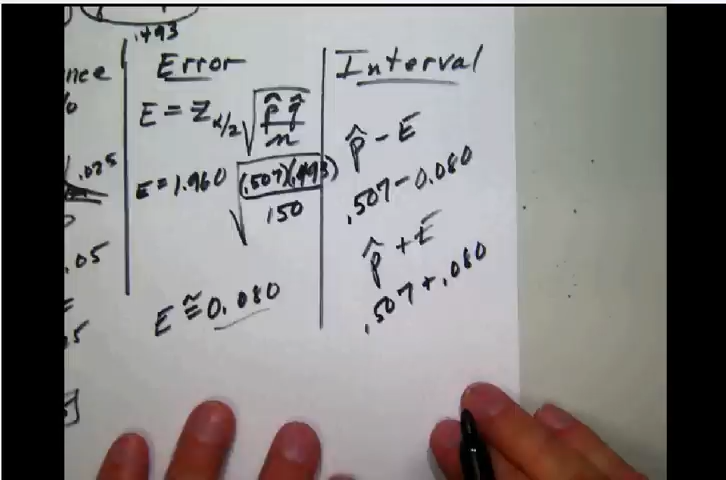 .493
nce
%
.025
.05
.5
Error
E = Z α/2 √(p̂ q̂ / n)
E = 1.960 √((.507)(.493) / 150)
E ≅ 0.080
Interval
p̂ − E
.507 − 0.080
p̂ + E
.507 + .080